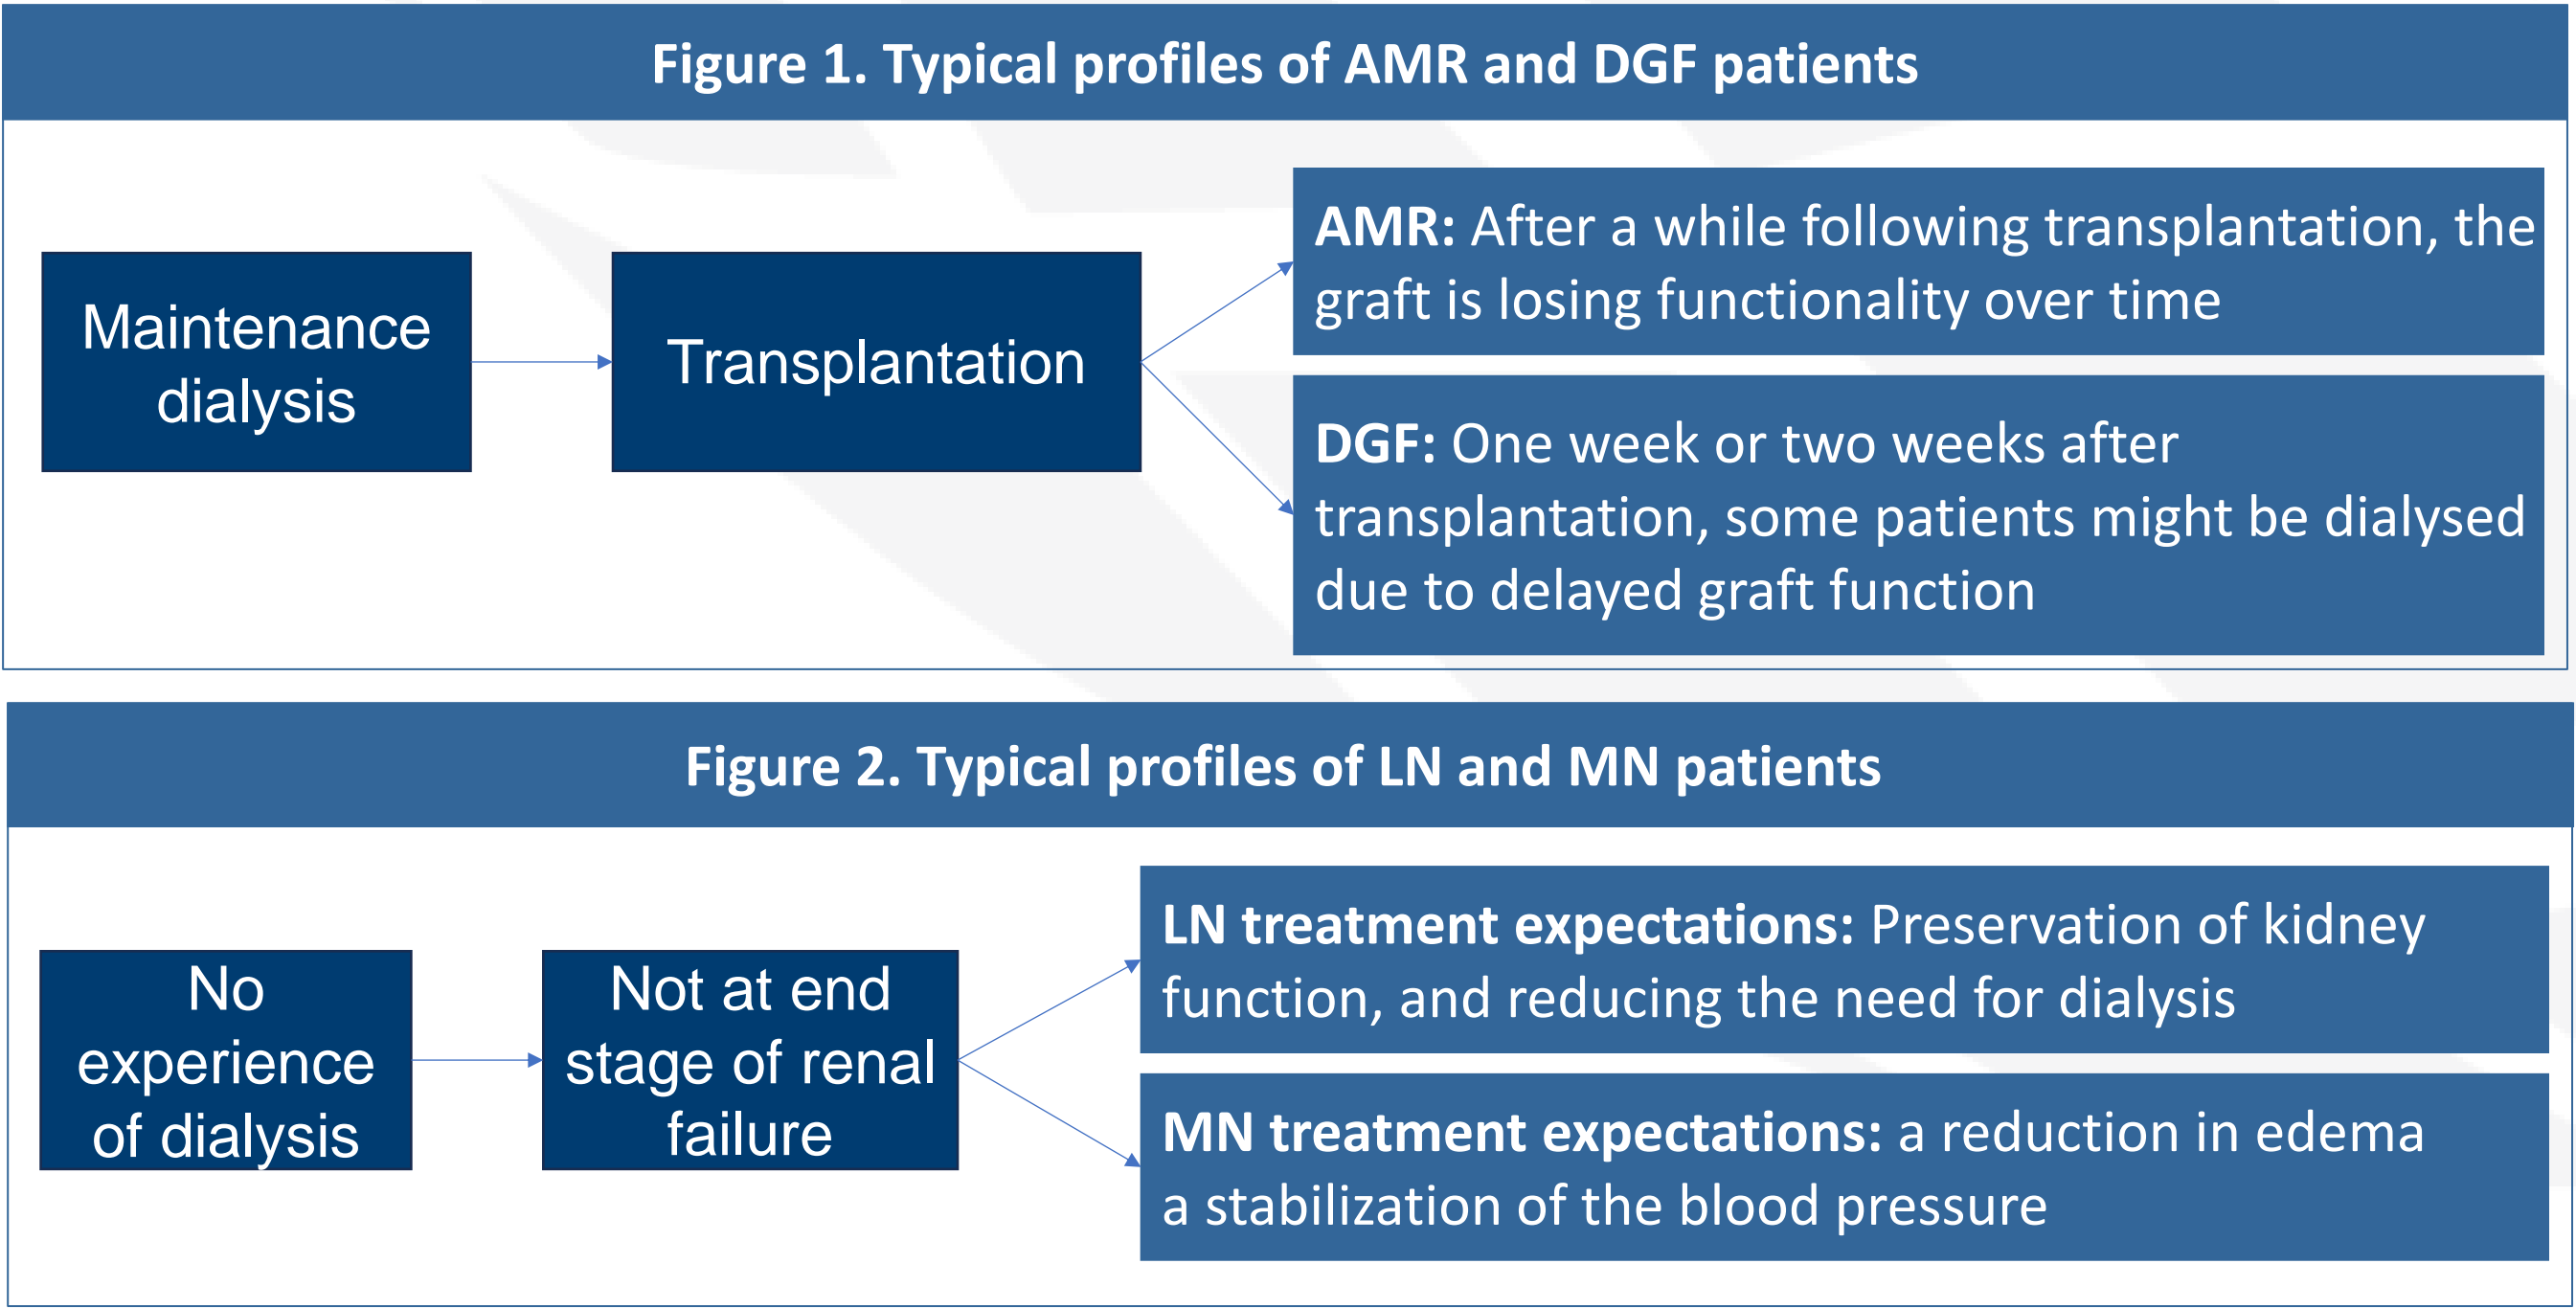 Figure 1. Typical profiles of AMR and DGF patients
Maintenance
dialysis
Transplantation
AMR: After a while following transplantation, the
graft is losing functionality over time
DGF: One week or two weeks after
transplantation, some patients might be dialysed
due to delayed graft function
Figure 2. Typical profiles of LN and MN patients
No
experience
of dialysis
Not at end
stage of renal
failure
LN treatment expectations: Preservation of kidney
function, and reducing the need for dialysis
MN treatment expectations: a reduction in edema
a stabilization of the blood pressure